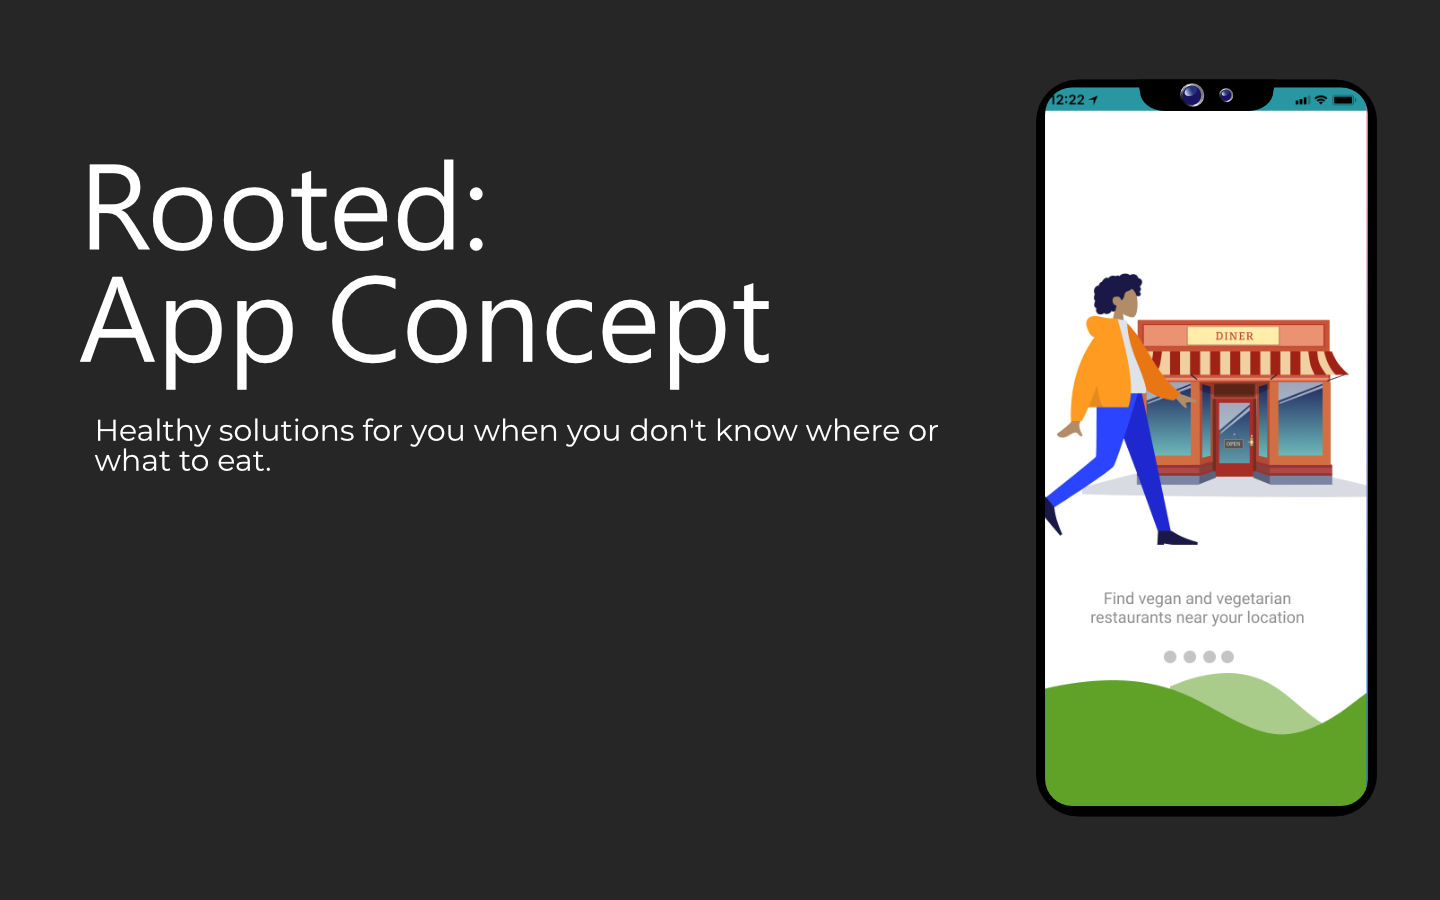 Rooted:
App Concept
Healthy solutions for you when you don't know where or
what to eat.
12:22
DINER
OPEN
Find vegan and vegetarian
restaurants near your location